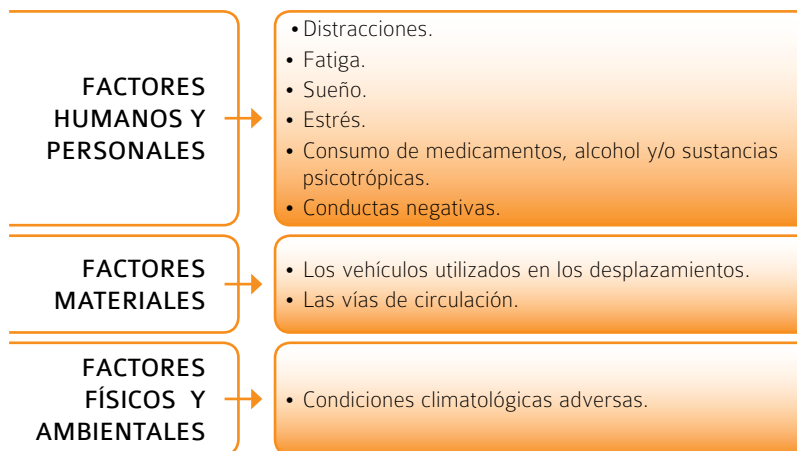 FACTORES
HUMANOS Y
PERSONALES
• Distracciones.
• Fatiga.
• Sueño.
• Estrés.
• Consumo de medicamentos, alcohol y/o sustancias
psicotrópicas.
• Conductas negativas.
FACTORES
MATERIALES
• Los vehículos utilizados en los desplazamientos.
• Las vías de circulación.
FACTORES
FÍSICOS Y
AMBIENTALES
• Condiciones climatológicas adversas.